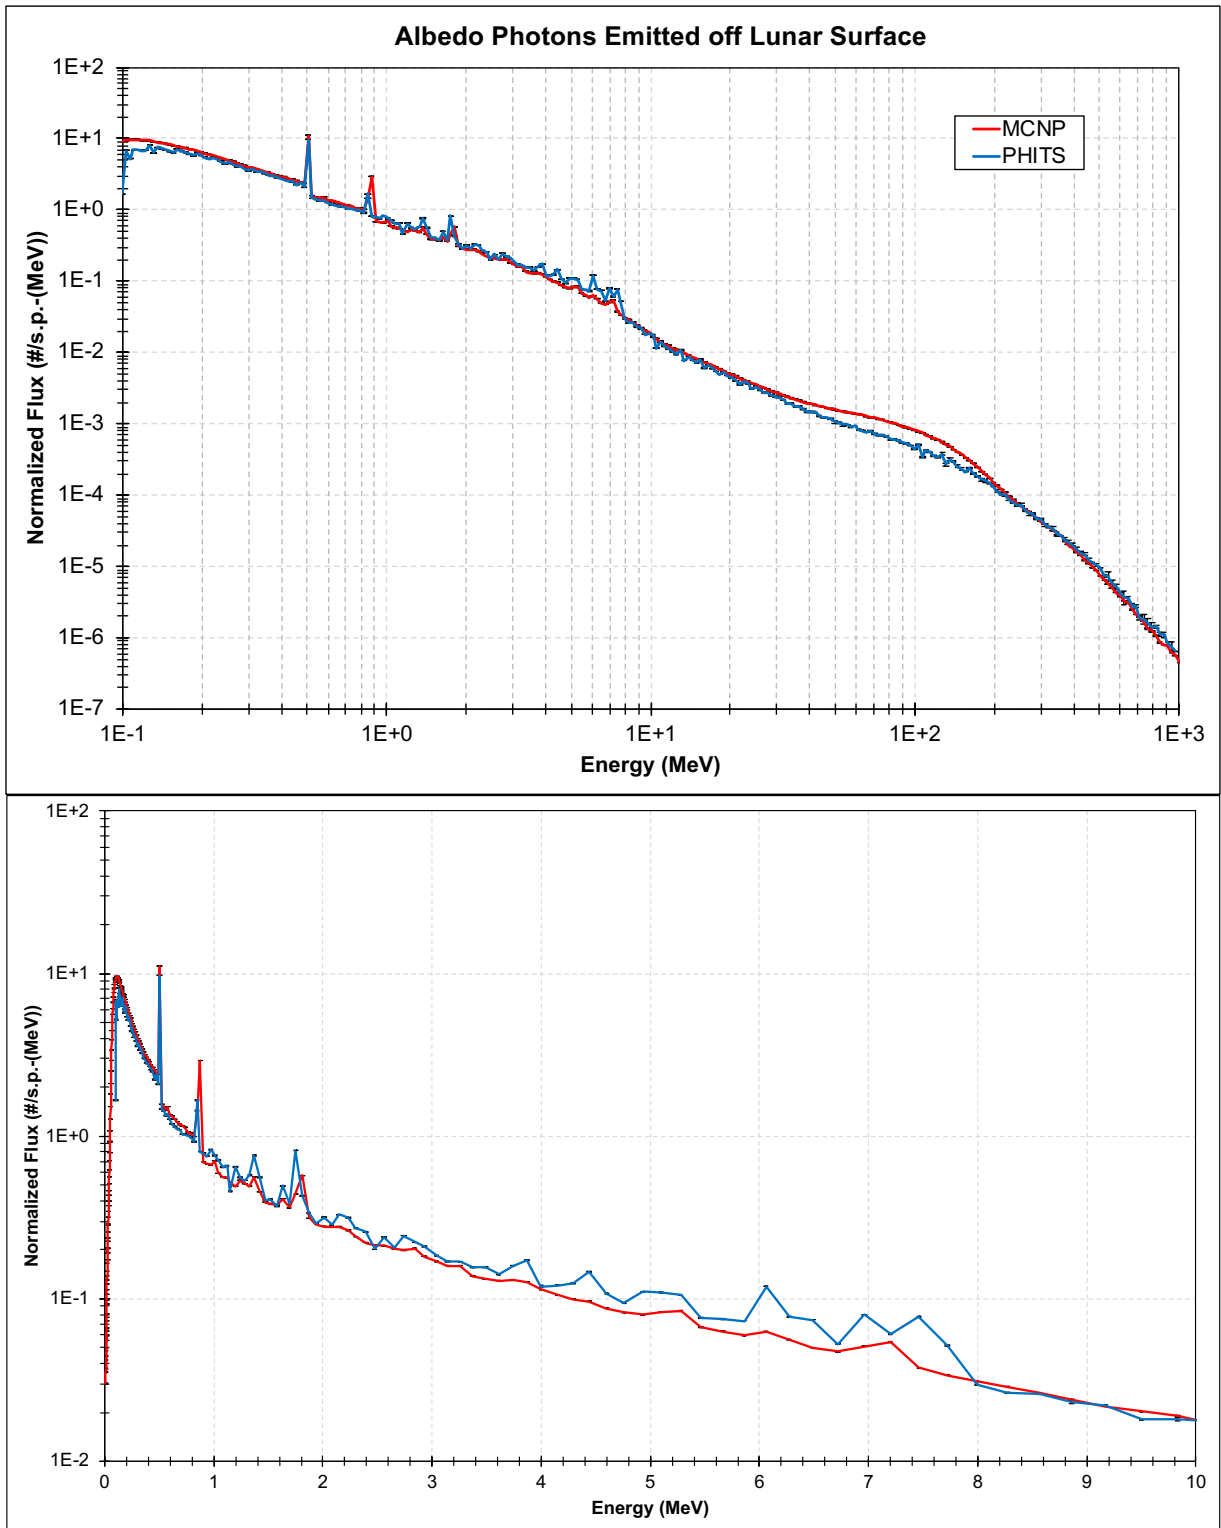 Albedo Photons Emitted off Lunar Surface
1E+2
1E+1
1E+0
1E-1
1E-2
1E-3
1E-4
1E-5
1E-6
1E-7
Normalized Flux (#/s.p.-(MeV))
MCNP
PHITS
1E-1 1E+0 1E+1 1E+2 1E+3
Energy (MeV)
1E+2
1E+1
1E+0
1E-1
1E-2
Normalized Flux (#/s.p.-(MeV))
0 1 2 3 4 5 6 7 8 9 10
Energy (MeV)